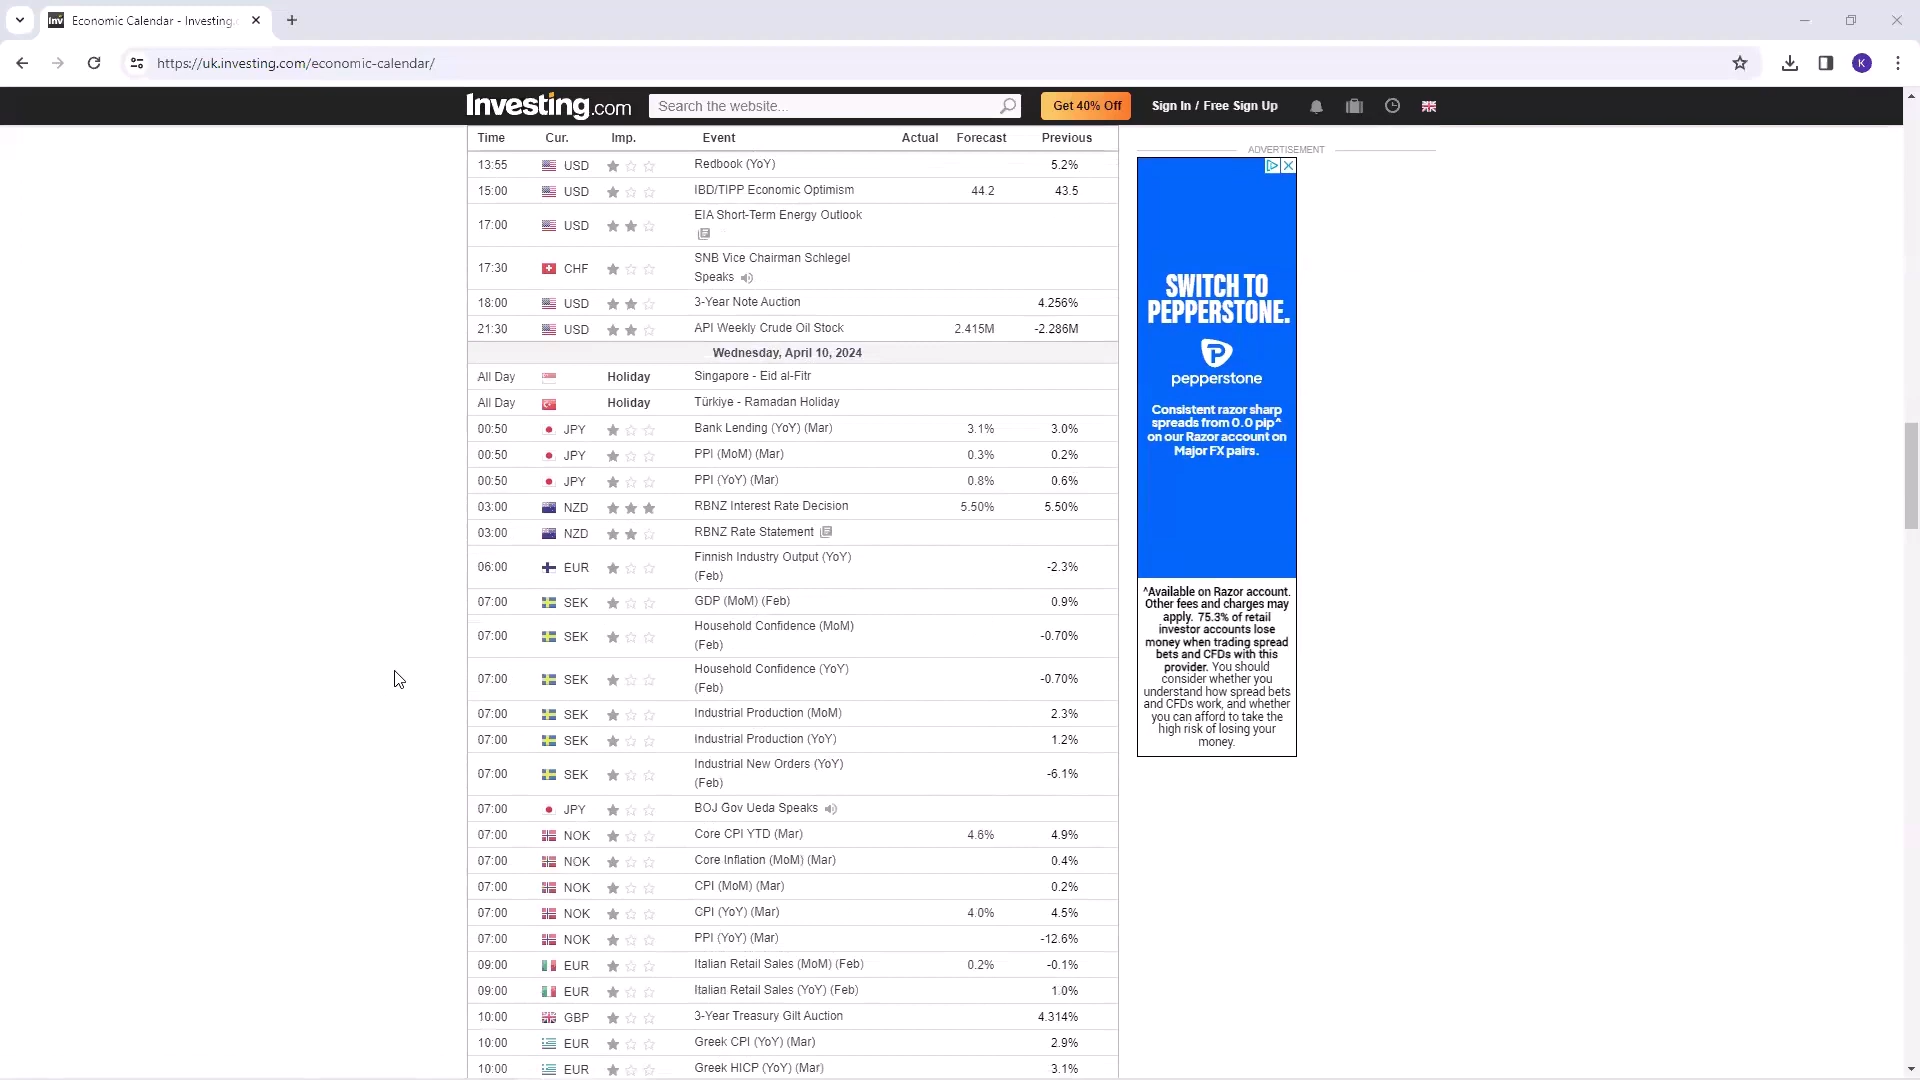 Economic Calendar - Investing.
https://uk.investing.com/economic-calendar/
K
Investing.com Search the website... Get 40% Off Sign In / Free Sign Up
Time Cur. Imp. Event Actual Forecast Previous
13:55 USD Redbook (YoY) 5.2%
15:00 USD IBD/TIPP Economic Optimism 44.2 43.5
17:00 USD EIA Short-Term Energy Outlook
17:30 CHF SNB Vice Chairman Schlegel
Speaks
18:00 USD 3-Year Note Auction 4.256%
21:30 USD API Weekly Crude Oil Stock 2.415M -2.286M
Wednesday, April 10, 2024
All Day Holiday Singapore - Eid al-Fitr
All Day Holiday Türkiye - Ramadan Holiday
00:50 JPY Bank Lending (YoY) (Mar) 3.1% 3.0%
00:50 JPY PPI (MoM) (Mar) 0.3% 0.2%
00:50 JPY PPI (YoY) (Mar) 0.8% 0.6%
03:00 NZD RBNZ Interest Rate Decision 5.50% 5.50%
03:00 NZD RBNZ Rate Statement
06:00 EUR Finnish Industry Output (YoY)
(Feb) -2.3%
07:00 SEK GDP (MoM) (Feb) 0.9%
07:00 SEK Household Confidence (MoM)
(Feb) -0.70%
07:00 SEK Household Confidence (YoY)
(Feb) -0.70%
07:00 SEK Industrial Production (MoM) 2.3%
07:00 SEK Industrial Production (YoY) 1.2%
07:00 SEK Industrial New Orders (YoY)
(Feb) -6.1%
07:00 JPY BOJ Gov Ueda Speaks
07:00 NOK Core CPI YTD (Mar) 4.6% 4.9%
07:00 NOK Core Inflation (MoM) (Mar) 0.4%
07:00 NOK CPI (MoM) (Mar) 0.2%
07:00 NOK CPI (YoY) (Mar) 4.0% 4.5%
07:00 NOK PPI (YoY) (Mar) -12.6%
09:00 EUR Italian Retail Sales (MoM) (Feb) 0.2% -0.1%
09:00 EUR Italian Retail Sales (YoY) (Feb) 1.0%
10:00 GBP 3-Year Treasury Gilt Auction 4.314%
10:00 EUR Greek CPI (YoY) (Mar) 2.9%
10:00 EUR Greek HICP (YoY) (Mar) 3.1%
ADVERTISEMENT
SWITCH TO
PEPPERSTONE.
pepperstone
Consistent razor sharp
spreads from 0.0 pip^
on our Razor account on
Major FX pairs.
^Available on Razor account.
Other fees and charges may
apply. 75.3% of retail
investor accounts lose
money when trading spread
bets and CFDs with this
provider. You should
consider whether you
understand how spread bets
and CFDs work, and whether
you can afford to take the
high risk of losing your
money.